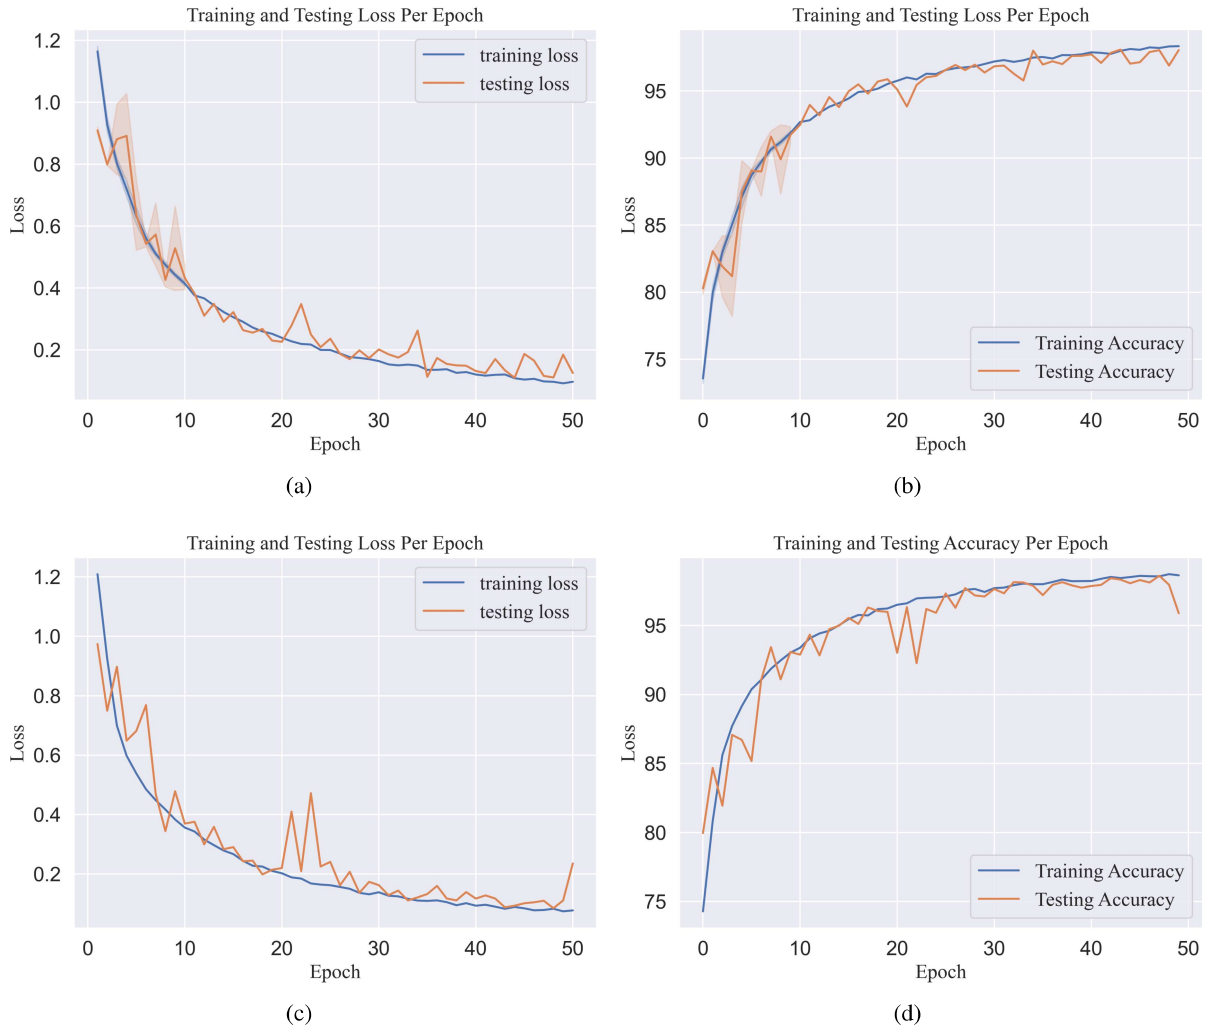 Training and Testing Loss Per Epoch
1.2
1.0
0.8
0.6
0.4
0.2
Loss
training loss
testing loss
0 10 20 30 40 50
Epoch
(a)
Training and Testing Loss Per Epoch
95
90
85
80
75
Loss
Training Accuracy
Testing Accuracy
0 10 20 30 40 50
Epoch
(b)
Training and Testing Loss Per Epoch
1.2
1.0
0.8
0.6
0.4
0.2
Loss
training loss
testing loss
0 10 20 30 40 50
Epoch
(c)
Training and Testing Accuracy Per Epoch
95
90
85
80
75
Loss
Training Accuracy
Testing Accuracy
0 10 20 30 40 50
Epoch
(d)